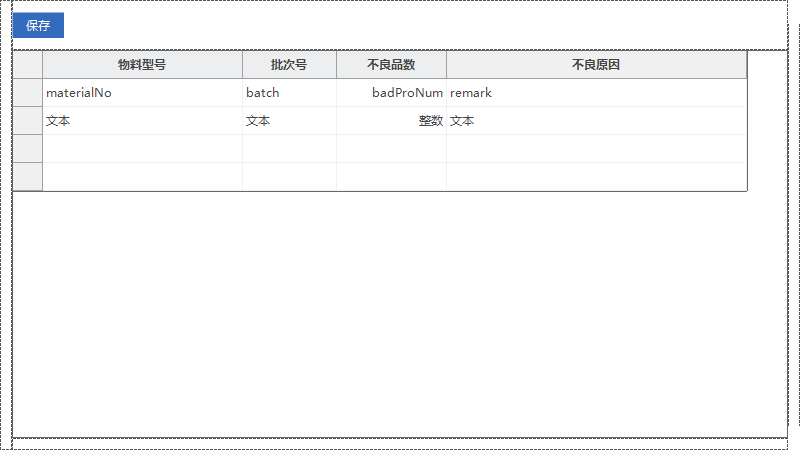 保存
物料型号 批次号 不良品数 不良原因
materialNo batch badProNum remark
文本 文本 整数 文本